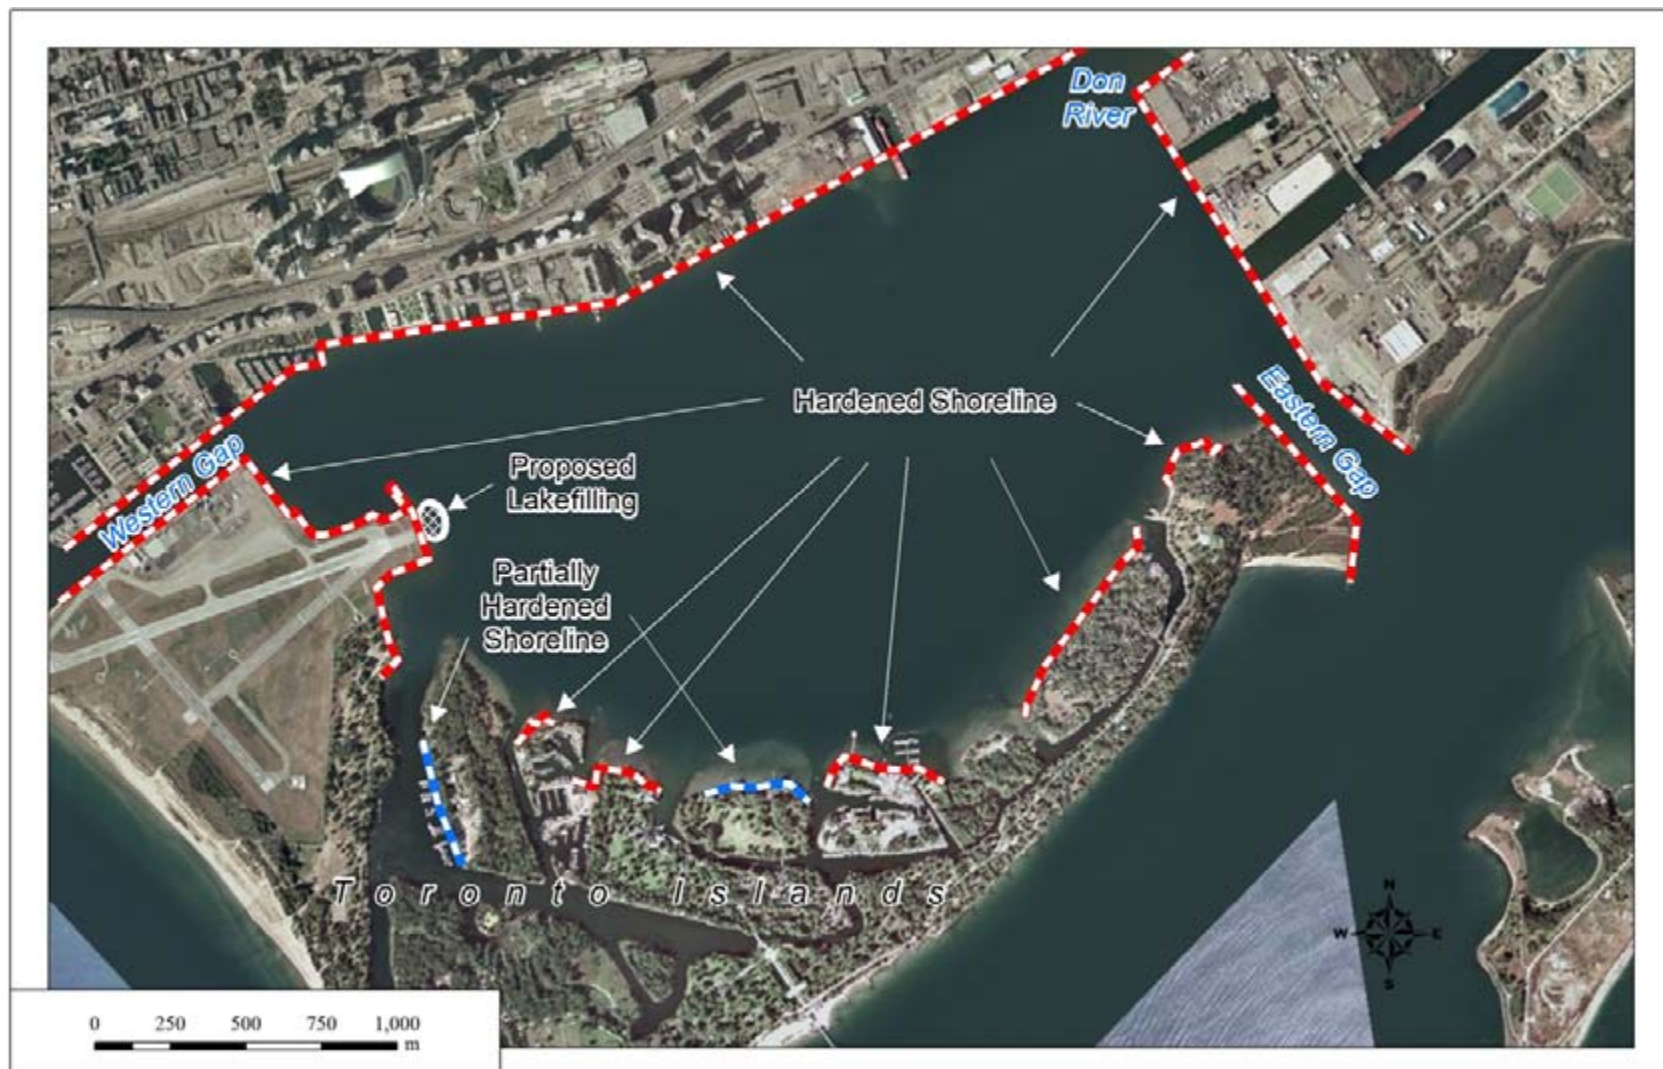 Don
River
Hardened Shoreline
Eastern Gap
Western Gap
Proposed
Lakefilling
Partially
Hardened
Shoreline
Toronto Islands
N
W E
S
0 250 500 750 1,000
m